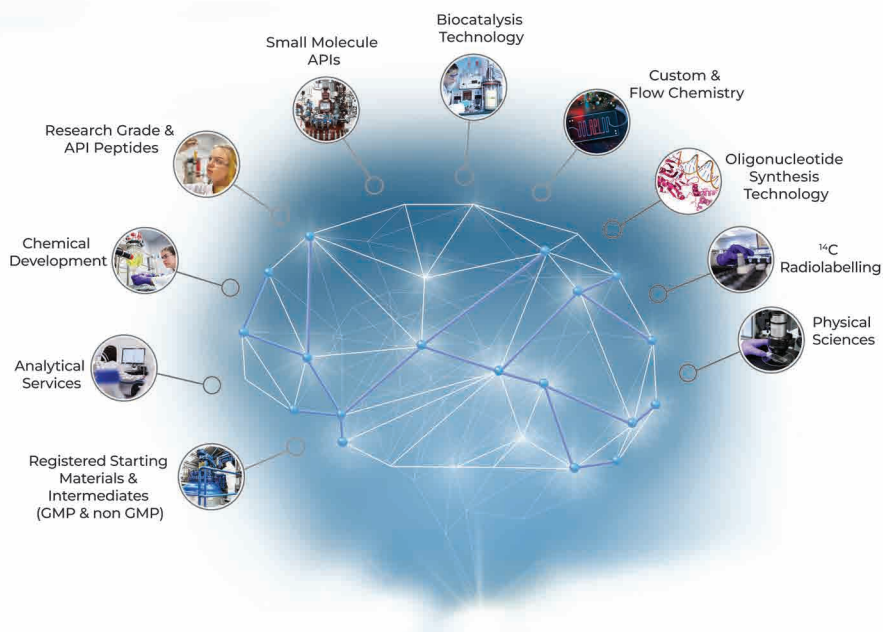 Biocatalysis
Technology
Small Molecule
APIs
Custom &
Flow Chemistry
Research Grade &
API Peptides
Oligonucleotide
Synthesis
Technology
Chemical
Development
¹⁴C
Radiolabelling
Physical
Sciences
Analytical
Services
Registered Starting
Materials &
Intermediates
(GMP & non GMP)